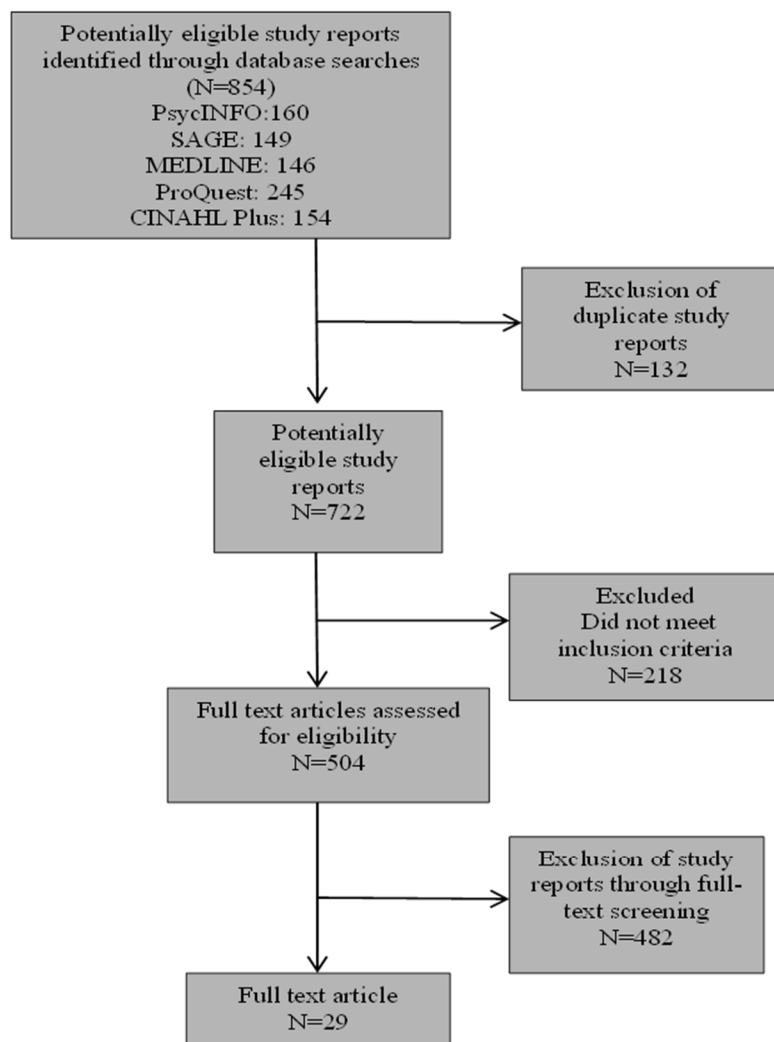 Potentially eligible study reports
identified through database searches
(N=854)
PsycINFO:160
SAGE: 149
MEDLINE: 146
ProQuest: 245
CINAHL Plus: 154
Exclusion of
duplicate study
reports
N=132
Potentially
eligible study
reports
N=722
Excluded
Did not meet
inclusion criteria
N=218
Full text articles assessed
for eligibility
N=504
Exclusion of study
reports through full-
text screening
N=482
Full text article
N=29